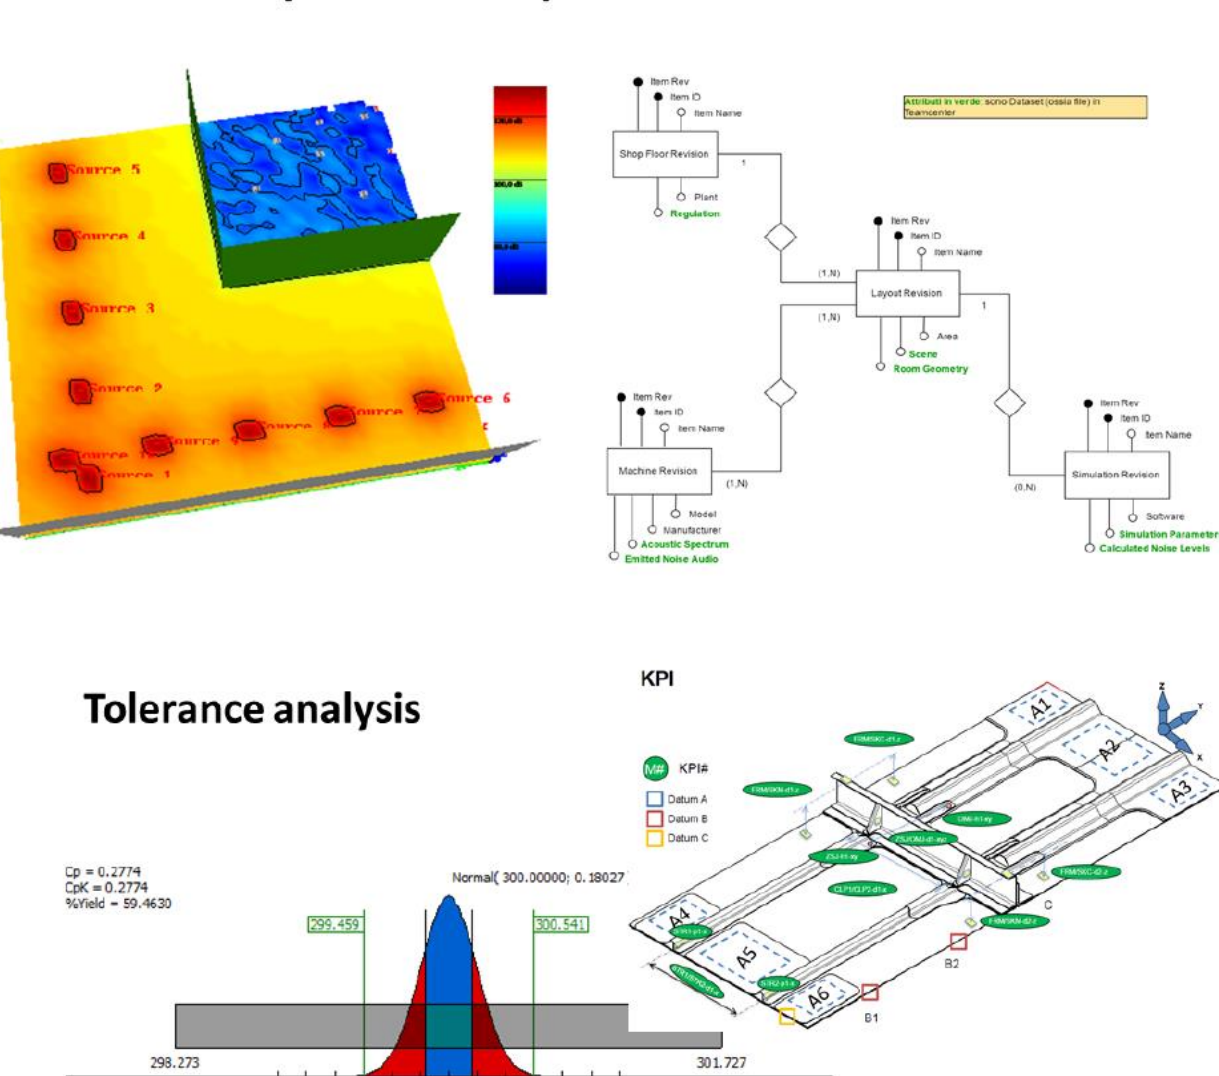 Source 5
Source 4
Source 3
Source 2
Source 6
120,0 dB
100,0 dB
Item Rev
Item ID
Item Name
Shop Floor Revision
1
Plant
Regulation
Attributi in verde: sono Dataset (ossia file) in
Teamcenter
Item Rev
Item ID
Item Name
(1,N)
Layout Revision
(1,N)
1
Area
Scene
Room Geometry
Item Rev
Item ID
Item Name
Machine Revision
(1,N)
Model
Manufacturer
Acoustic Spectrum
Emitted Noise Audio
Item Rev
Item ID
Item Name
Simulation Revision
(0,N)
Software
Simulation Parameter
Calculated Noise Levels
Tolerance analysis
Cp = 0.2774
CpK = 0.2774
%Yield = 59.4630
Normal( 300.00000; 0.18027
299.459
300.541
298.273
301.727
KPI
M# KPI#
Datum A
Datum B
Datum C
Z
Y
X
X
A1
A2
A3
A4
A5
A6
C
B2
B1